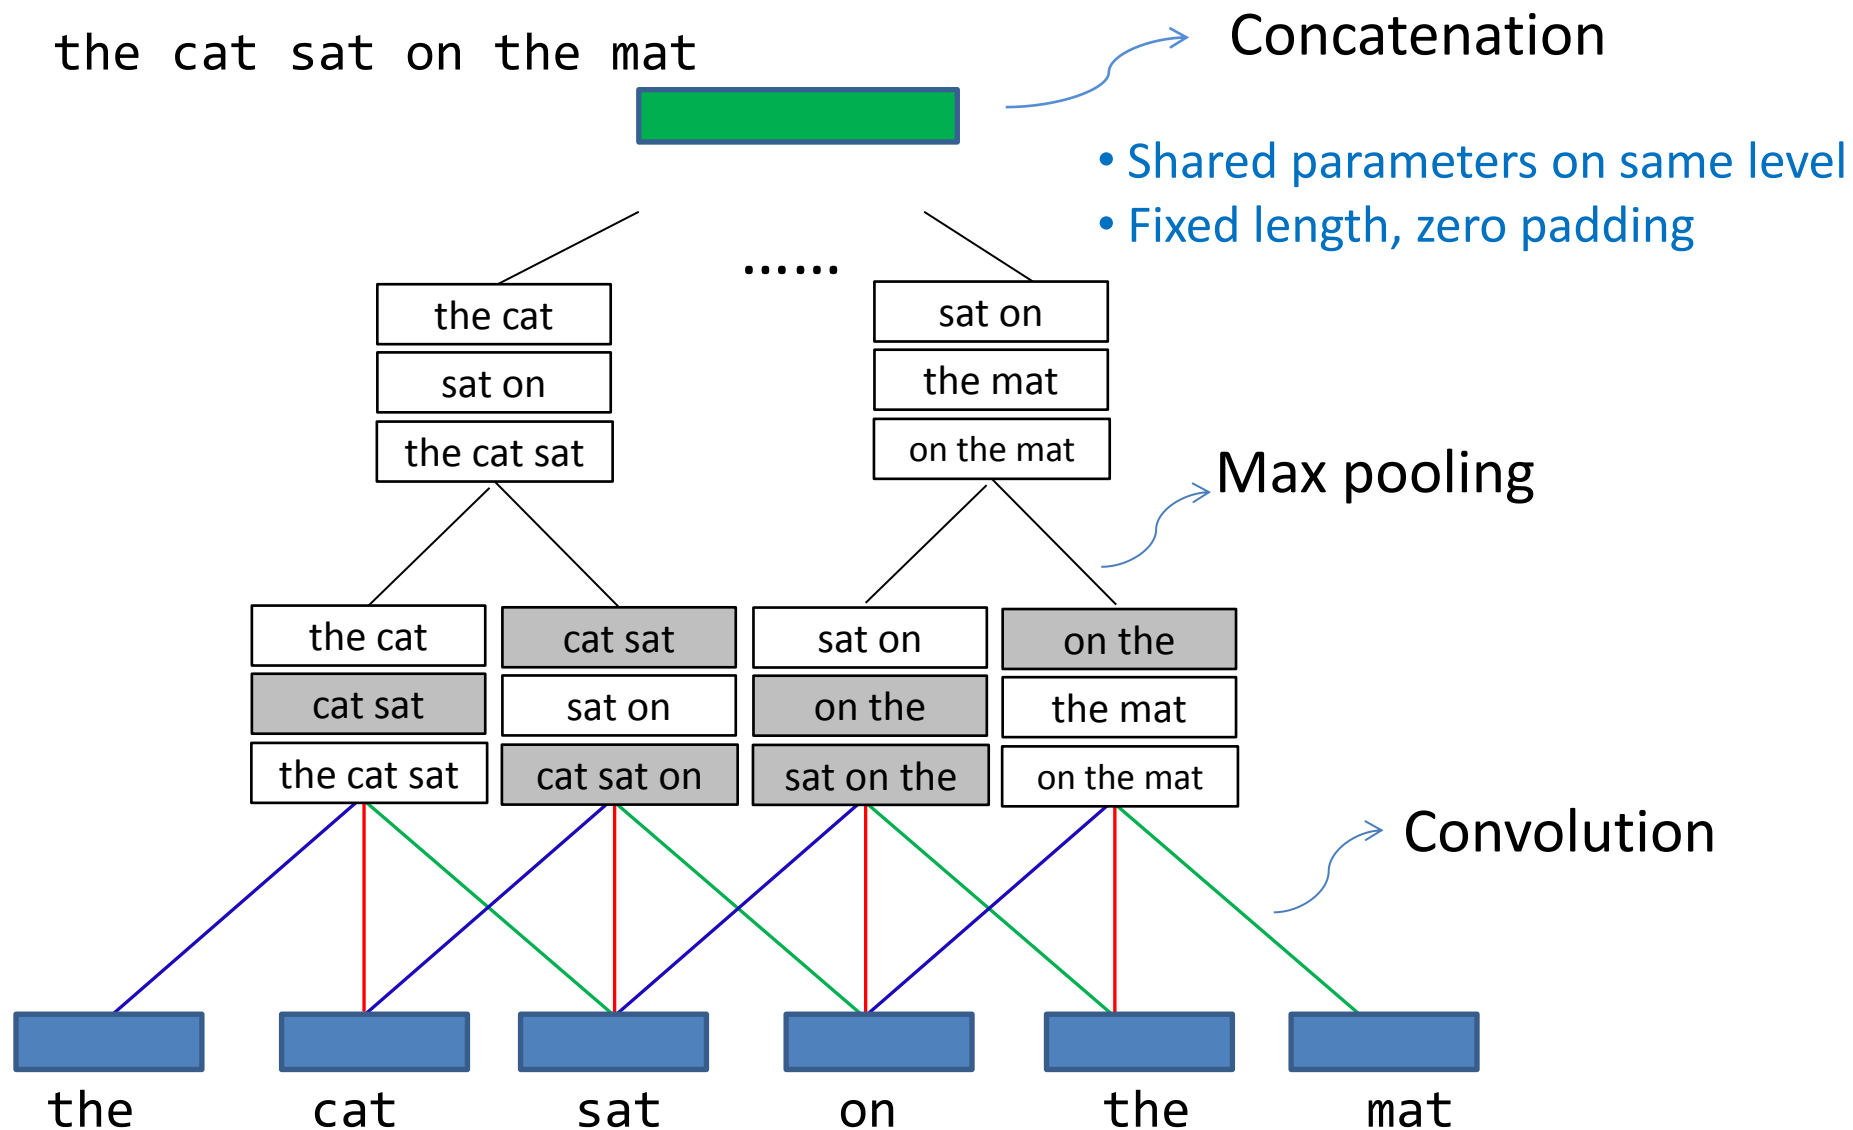 the cat sat on the mat
Concatenation
• Shared parameters on same level
• Fixed length, zero padding
......
the cat
sat on
the cat sat
sat on
the mat
on the mat
Max pooling
the cat
cat sat
the cat sat
cat sat
sat on
cat sat on
sat on
on the
sat on the
on the
the mat
on the mat
Convolution
the cat sat on the mat